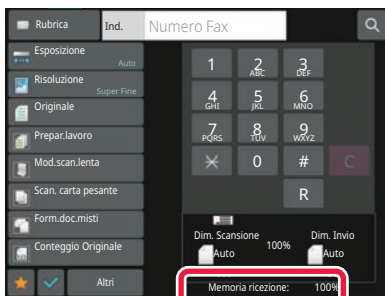 Rubrica
Ind.
Numero Fax
Esposizione
Auto
Risoluzione
Super Fine
Originale
Prepar.lavoro
Mod.scan.lenta
Scan. carta pesante
Form.doc.misti
Conteggio Originale
Altri
1
2
ABC
3
DEF
4
GHI
5
JKL
6
MNO
7
PQRS
8
TUV
9
WXYZ
0
#
C
R
Dim. Scansione
Auto
100%
Dim. Invio
Auto
Memoria ricezione: 100%